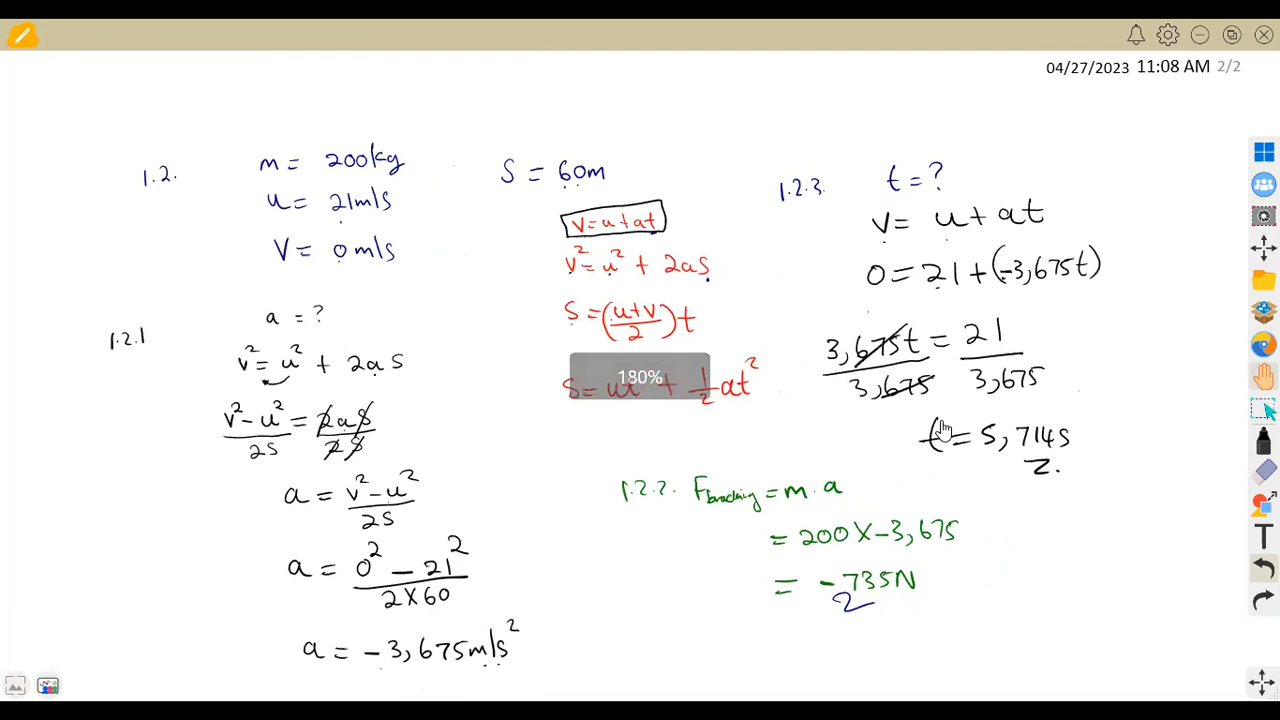 04/27/2023 11:08 AM 2/2
1.2.
m = 200kg
u = 21m/s
V = 0m/s
S = 60m
V = u + at
V² = u² + 2aS
S = (u+V/2)t
S = ut + 1/2 at²
130%
1.2.1
a = ?
V² = u² + 2aS
V² - u² / 2S = 2aS / 2S
a = V² - u² / 2S
a = 0² - 21² / 2X60
a = -3,675m/s²
1.2.3.
t = ?
V = u + at
0 = 21 + (-3,675t)
3,675t / 3,675 = 21 / 3,675
t = 5,714s
1.2.2. Fbraking = m.a
= 200 X -3,675
= -735N
T